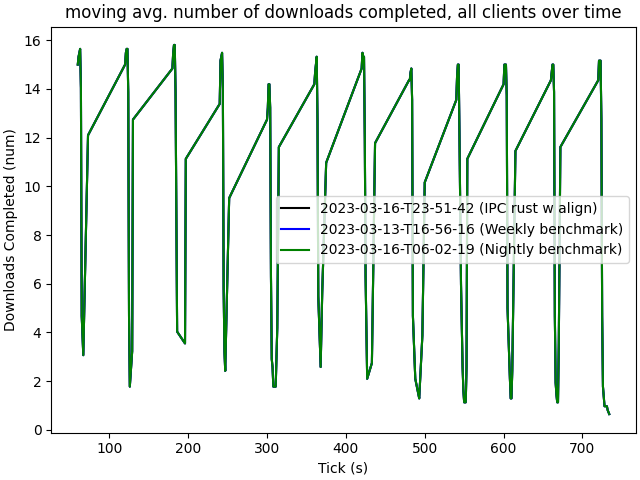 moving avg. number of downloads completed, all clients over time
16
14
12
10
8
6
4
2
0
Downloads Completed (num)
2023-03-16-T23-51-42 (IPC rust w align)
2023-03-13-T16-56-16 (Weekly benchmark)
2023-03-16-T06-02-19 (Nightly benchmark)
100 200 300 400 500 600 700
Tick (s)